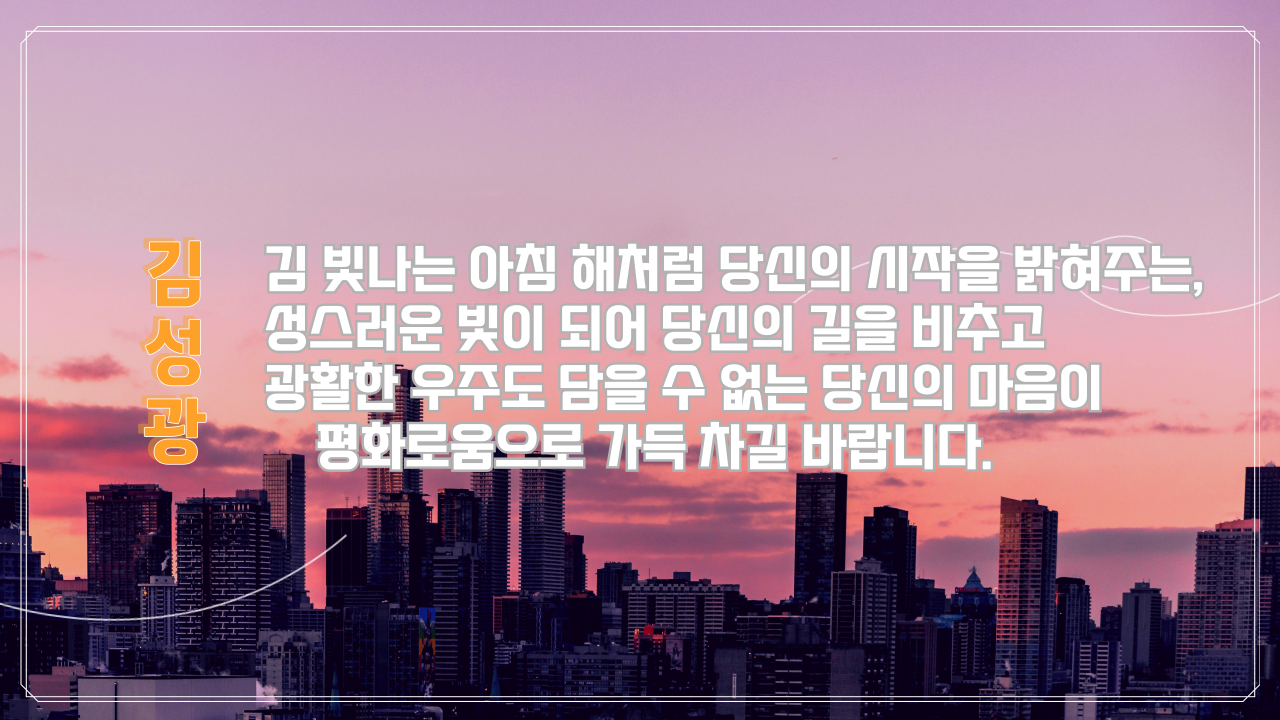 김성광
김 빛나는 아침 해처럼 당신의 시작을 밝혀주는,
성스러운 빛이 되어 당신의 길을 비추고
광활한 우주도 담을 수 없는 당신의 마음이
평화로움으로 가득 차길 바랍니다.